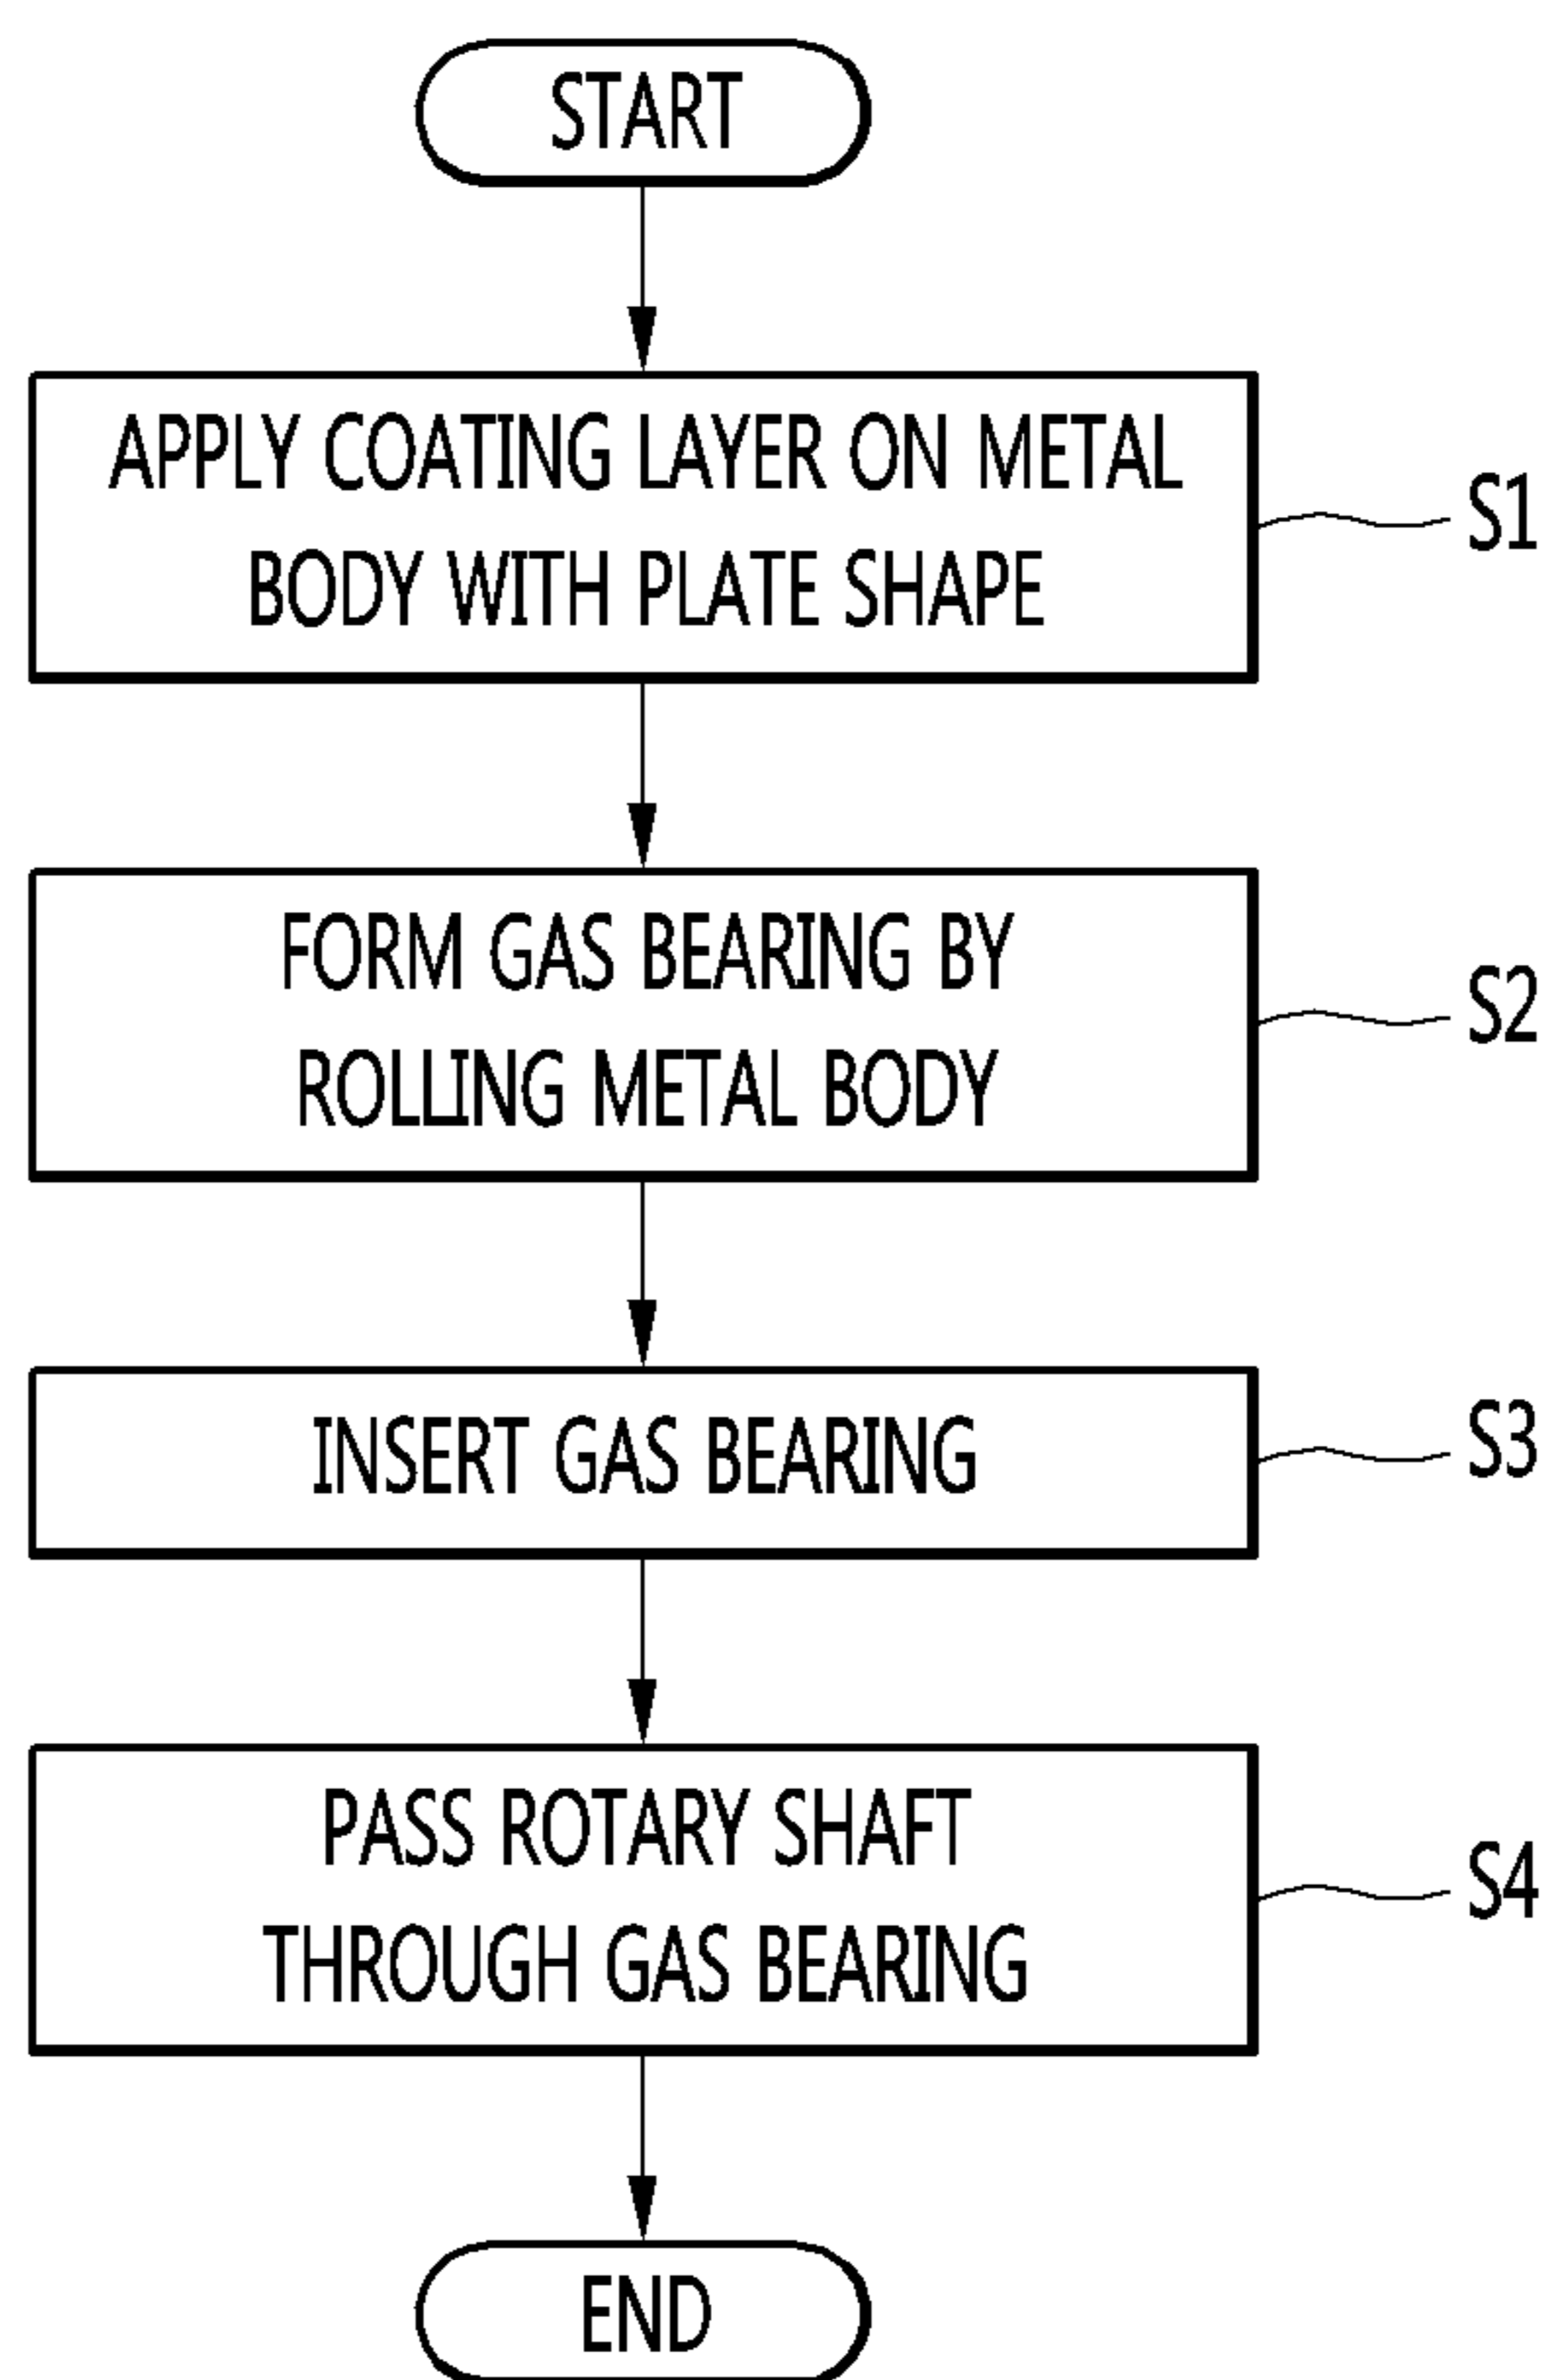 START
APPLY COATING LAYER ON METAL
BODY WITH PLATE SHAPE
S1
FORM GAS BEARING BY
ROLLING METAL BODY
S2
INSERT GAS BEARING
S3
PASS ROTARY SHAFT
THROUGH GAS BEARING
S4
END